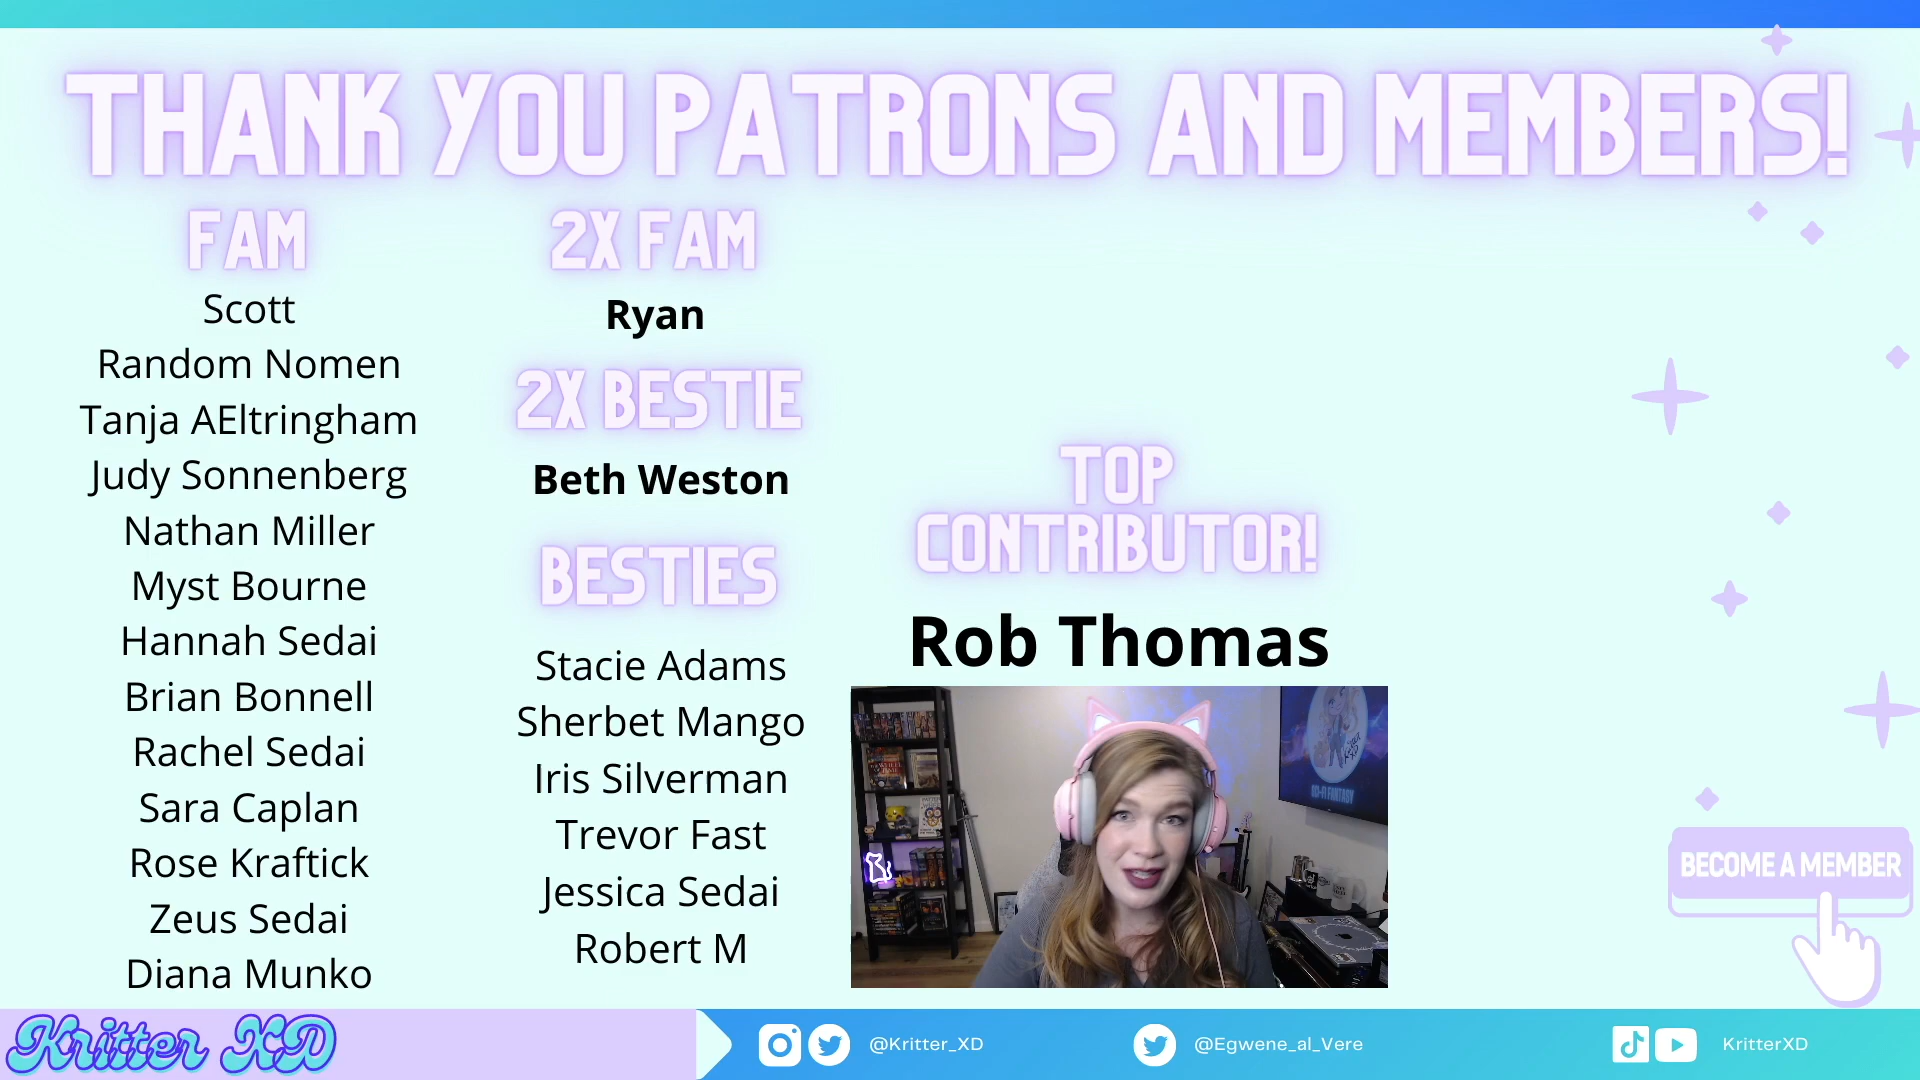 THANK YOU PATRONS AND MEMBERS!
FAM
Scott
Random Nomen
Tanja AEltringham
Judy Sonnenberg
Nathan Miller
Myst Bourne
Hannah Sedai
Brian Bonnell
Rachel Sedai
Sara Caplan
Rose Kraftick
Zeus Sedai
Diana Munko
2X FAM
Ryan
2X BESTIE
Beth Weston
BESTIES
Stacie Adams
Sherbet Mango
Iris Silverman
Trevor Fast
Jessica Sedai
Robert M
TOP
CONTRIBUTOR!
Rob Thomas
SCI-FI FANTASY
BECOME A MEMBER
Kritter XD
@Kritter_XD
@Egwene_al_Vere
KritterXD